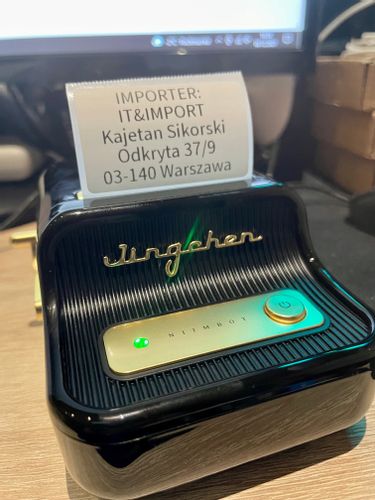 IMPORTER:
IT&IMPORT
Kajetan Sikorski
Odkryta 37/9
03-140 Warszawa
Jingchen
NIIMBOT